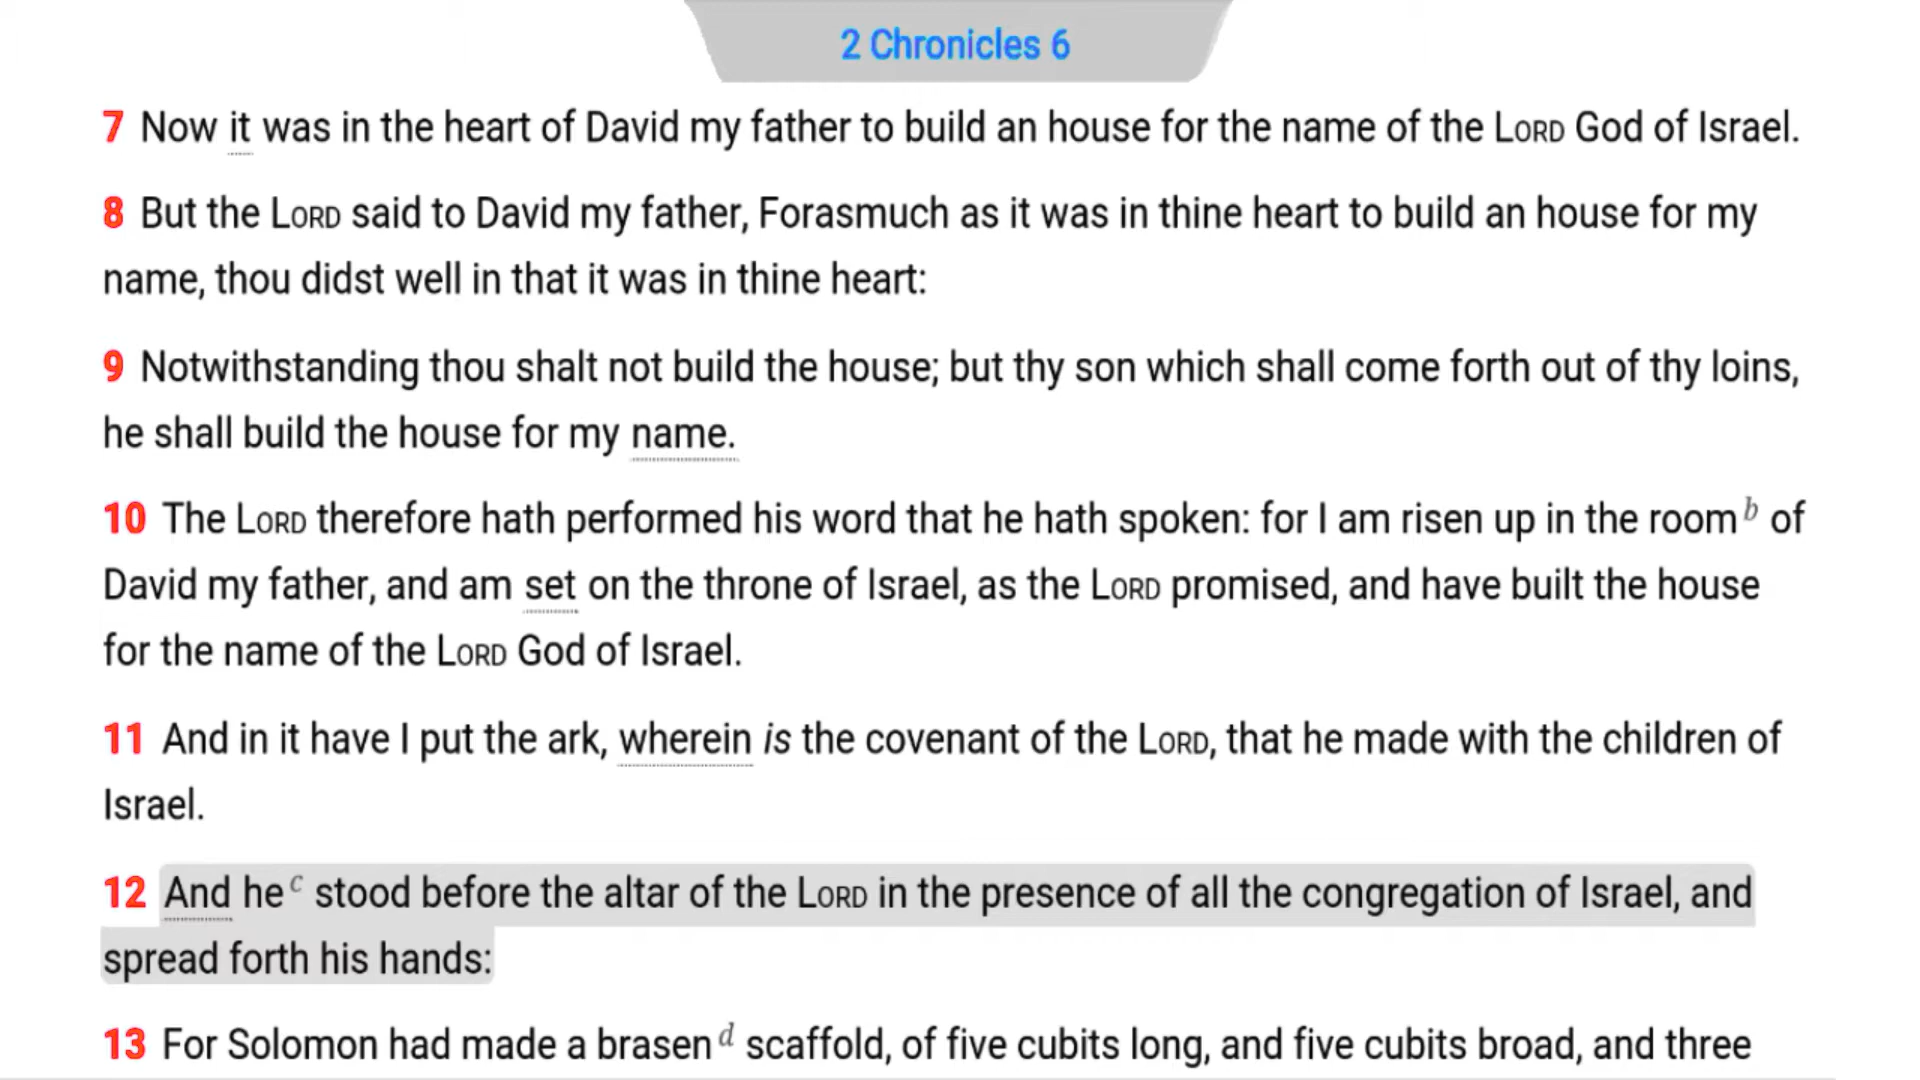 2 Chronicles 6
7 Now it was in the heart of David my father to build an house for the name of the LORD God of Israel.
8 But the LORD said to David my father, Forasmuch as it was in thine heart to build an house for my
name, thou didst well in that it was in thine heart:
9 Notwithstanding thou shalt not build the house; but thy son which shall come forth out of thy loins,
he shall build the house for my name.
10 The LORD therefore hath performed his word that he hath spoken: for I am risen up in the room b of
David my father, and am set on the throne of Israel, as the LORD promised, and have built the house
for the name of the LORD God of Israel.
11 And in it have I put the ark, wherein is the covenant of the LORD, that he made with the children of
Israel.
12 And he c stood before the altar of the LORD in the presence of all the congregation of Israel, and
spread forth his hands:
13 For Solomon had made a brasen d scaffold, of five cubits long, and five cubits broad, and three